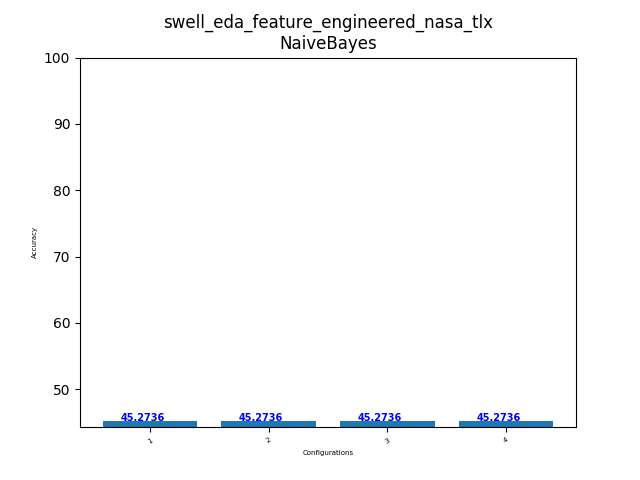 swell_eda_feature_engineered_nasa_tlx
NaiveBayes
100
90
80
70
60
50
Accuracy
45.2736 45.2736 45.2736 45.2736
1 2 3 4
Configurations